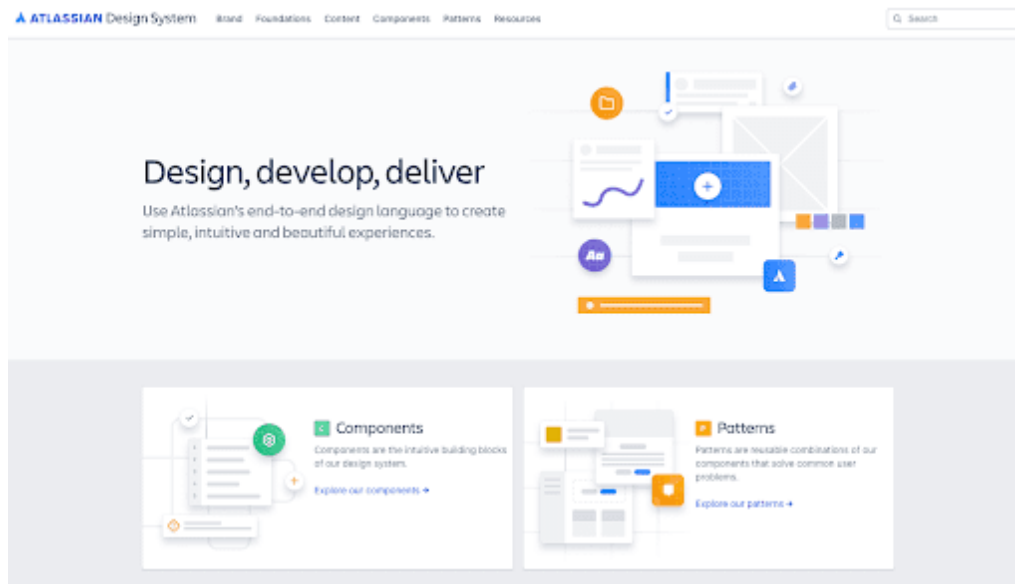 ATLASSIAN Design System Brand Foundations Content Components Patterns Resources Search
Design, develop, deliver
Use Atlassian's end-to-end design language to create
simple, intuitive and beautiful experiences.
Aa
Components
Components are the intuitive building blocks
of our design system.
Explore our components →
Patterns
Patterns are reusable combinations of our
components that solve common user
problems.
Explore our patterns →